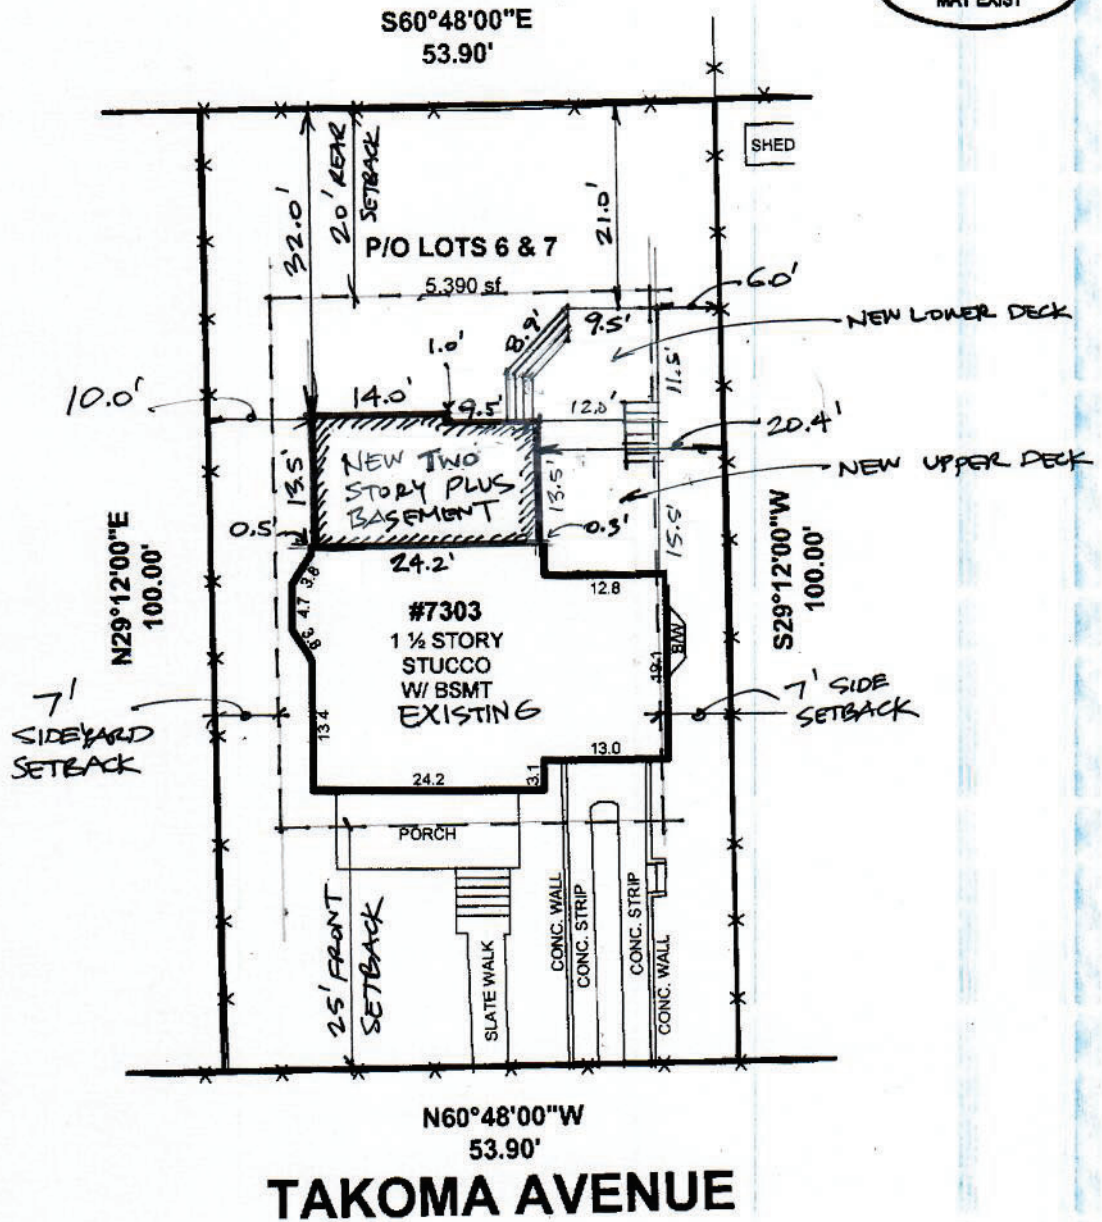 MAY EXIST
S60°48'00"E
53.90'
SHED
32.0'
20' REAR
SETBACK
21.0'
P/O LOTS 6 & 7
5.390 sf
6.0'
NEW LOWER DECK
8.9'
9.5'
11.5'
1.0'
10.0'
14.0'
9.5'
12.0'
20.4'
NEW UPPER DECK
13.5'
NEW TWO
STORY PLUS
BASEMENT
13.5'
0.5'
0.3'
15.5'
24.2'
N29°12'00"E
100.00'
S29°12'00"W
100.00'
3.8
4.7
3.8
12.8
#7303
1 ½ STORY
STUCCO
W/ BSMT
EXISTING
B/W
19.1
7'
SIDEYARD
SETBACK
7' SIDE
SETBACK
13.4
13.0
24.2
3.1
PORCH
25' FRONT
SETBACK
SLATE WALK
CONC. WALL
CONC. STRIP
CONC. STRIP
CONC. WALL
N60°48'00"W
53.90'
TAKOMA AVENUE